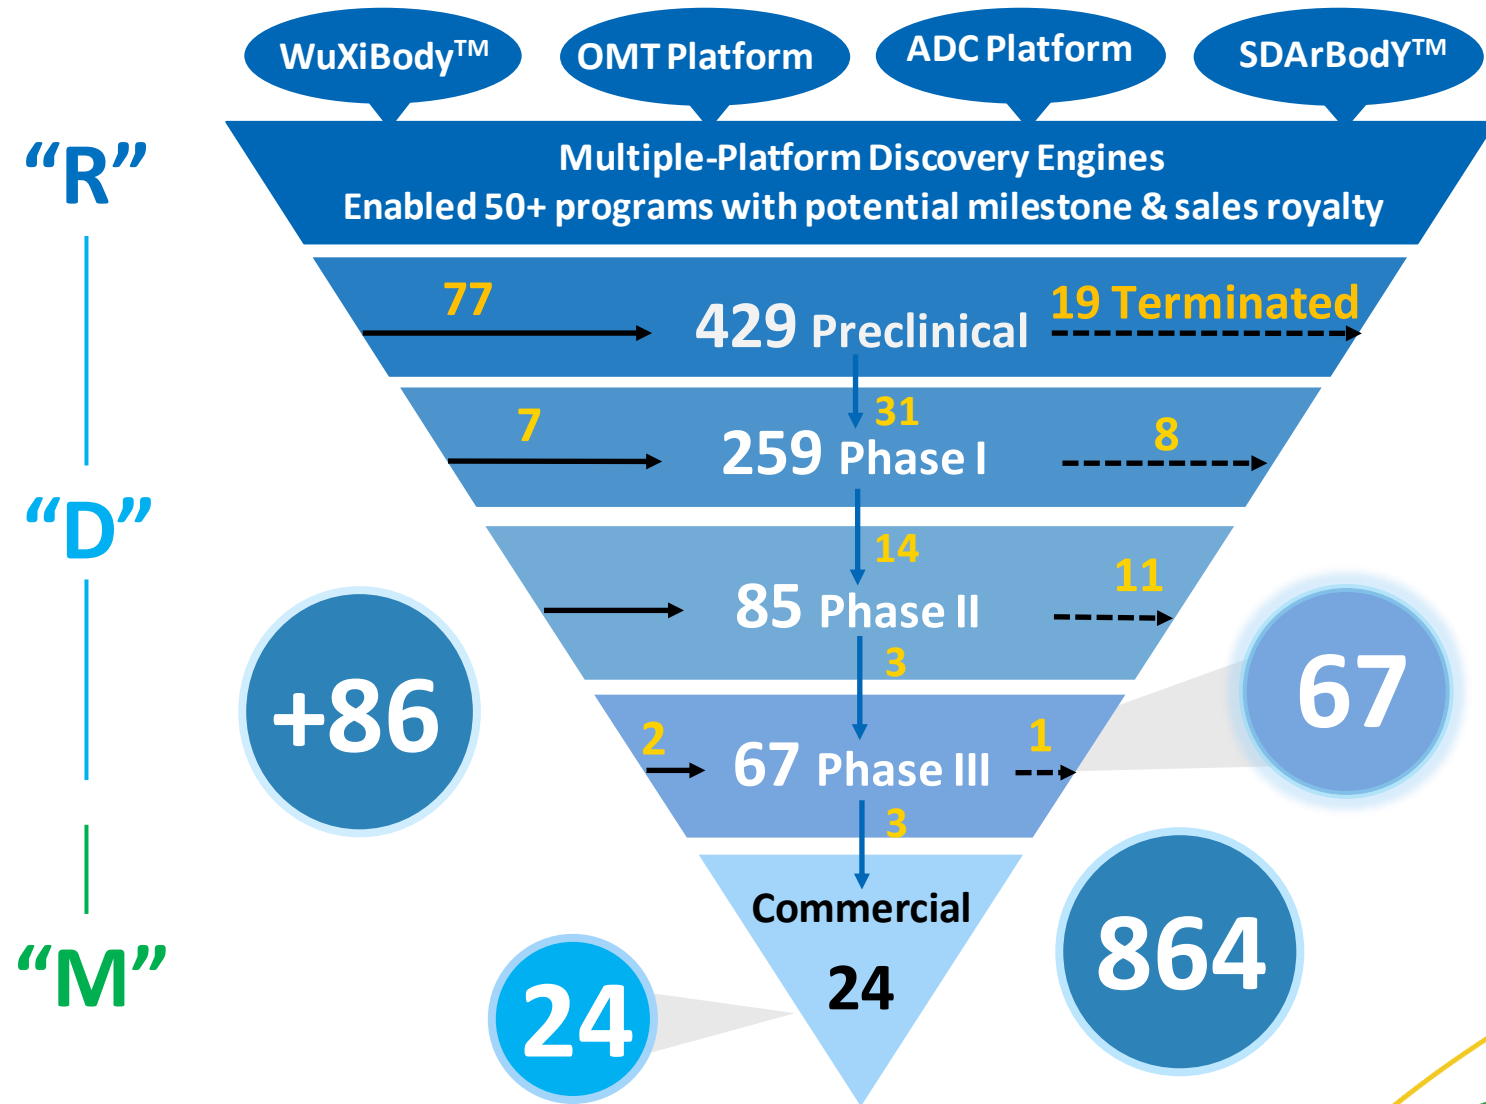 WuXiBody™
OMT Platform
ADC Platform
SDArBodY™
“R”
Multiple-Platform Discovery Engines
Enabled 50+ programs with potential milestone & sales royalty
77
429 Preclinical
19 Terminated
31
7
259 Phase I
8
“D”
14
85 Phase II
11
3
+86
67
2
67 Phase III
1
3
Commercial
24
“M”
24
864